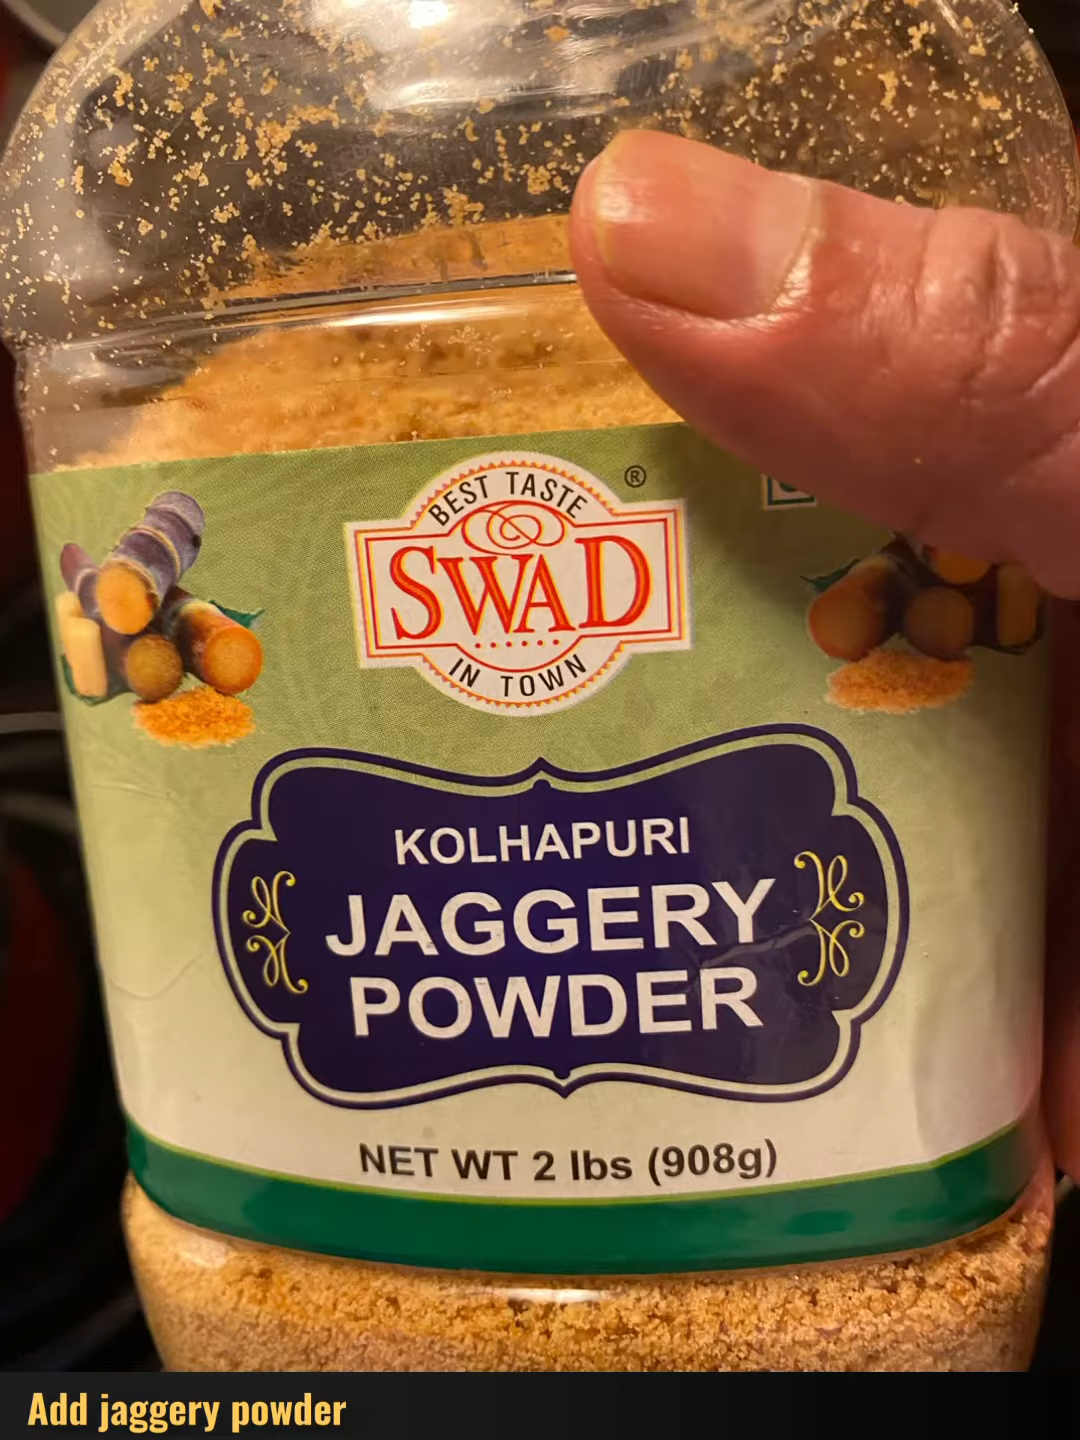 BEST TASTE
®
SWAD
IN TOWN
KOLHAPURI
JAGGERY
POWDER
NET WT 2 lbs (908g)
Add jaggery powder